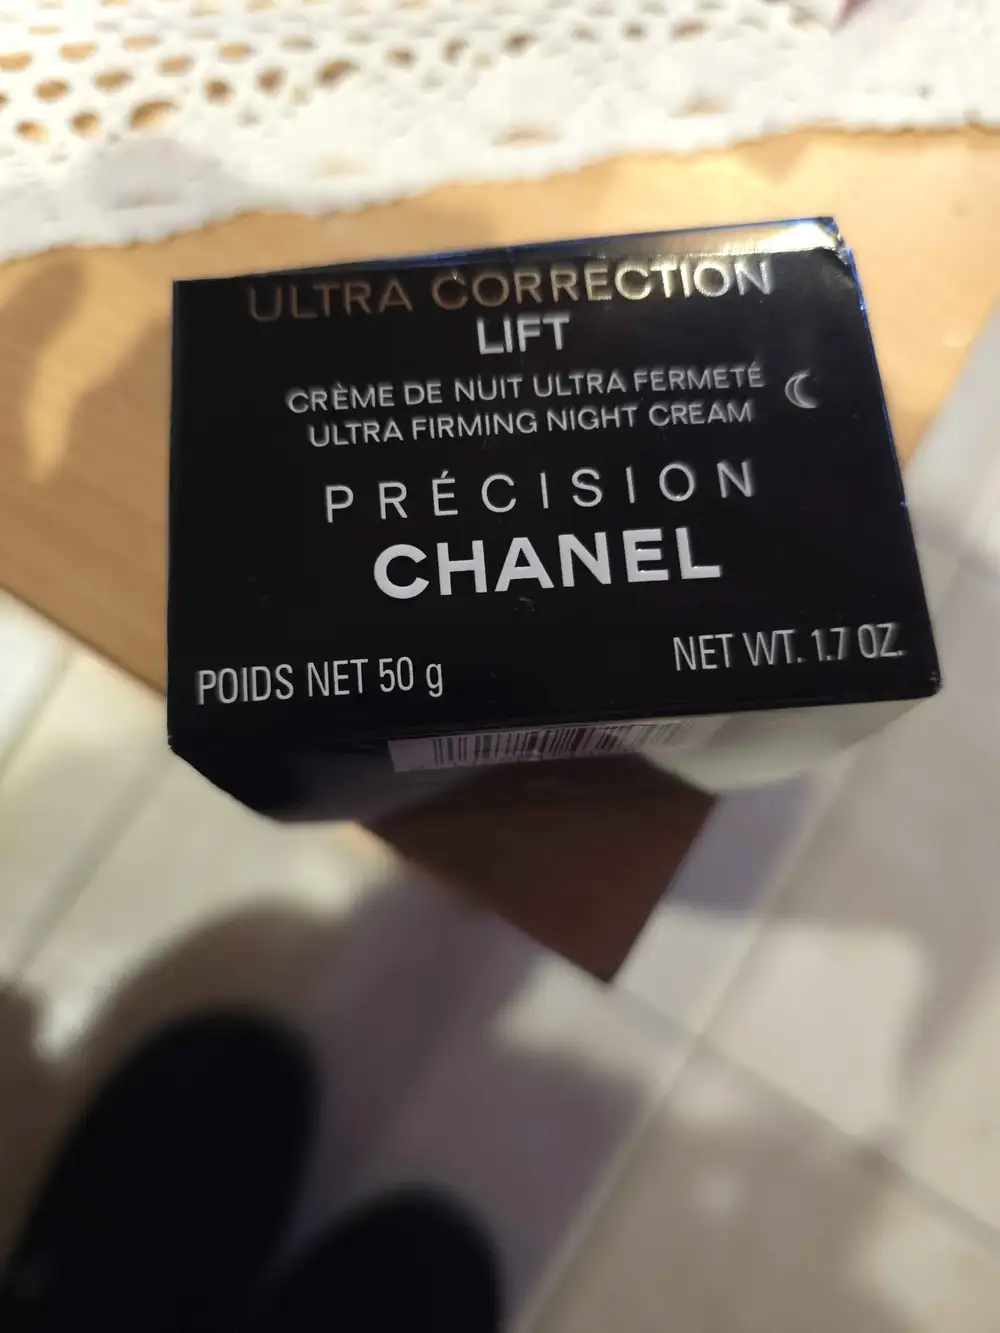 ULTRA CORRECTION
LIFT
CRÈME DE NUIT ULTRA FERMETÉ
ULTRA FIRMING NIGHT CREAM
PRÉCISION
CHANEL
POIDS NET 50 g
NET WT. 1.7 OZ.